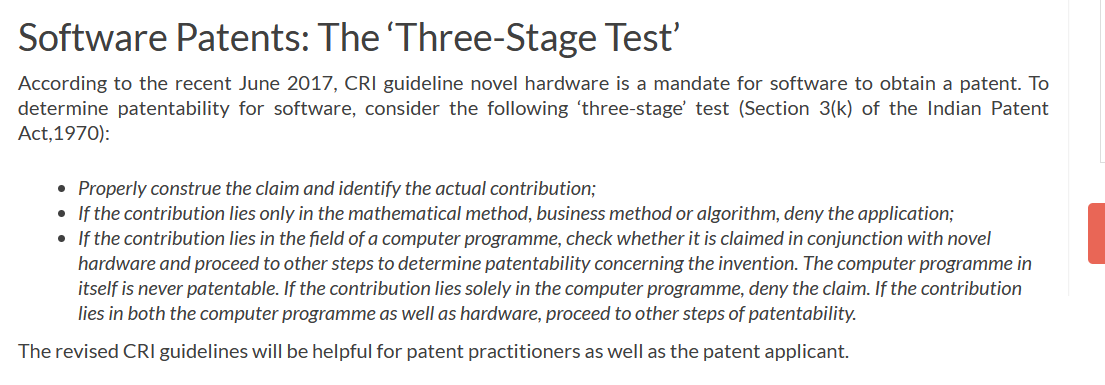 Software Patents: The ‘Three-Stage Test’
According to the recent June 2017, CRI guideline novel hardware is a mandate for software to obtain a patent. To
determine patentability for software, consider the following ‘three-stage’ test (Section 3(k) of the Indian Patent
Act,1970):
• Properly construe the claim and identify the actual contribution;
• If the contribution lies only in the mathematical method, business method or algorithm, deny the application;
• If the contribution lies in the field of a computer programme, check whether it is claimed in conjunction with novel
hardware and proceed to other steps to determine patentability concerning the invention. The computer programme in
itself is never patentable. If the contribution lies solely in the computer programme, deny the claim. If the contribution
lies in both the computer programme as well as hardware, proceed to other steps of patentability.
The revised CRI guidelines will be helpful for patent practitioners as well as the patent applicant.